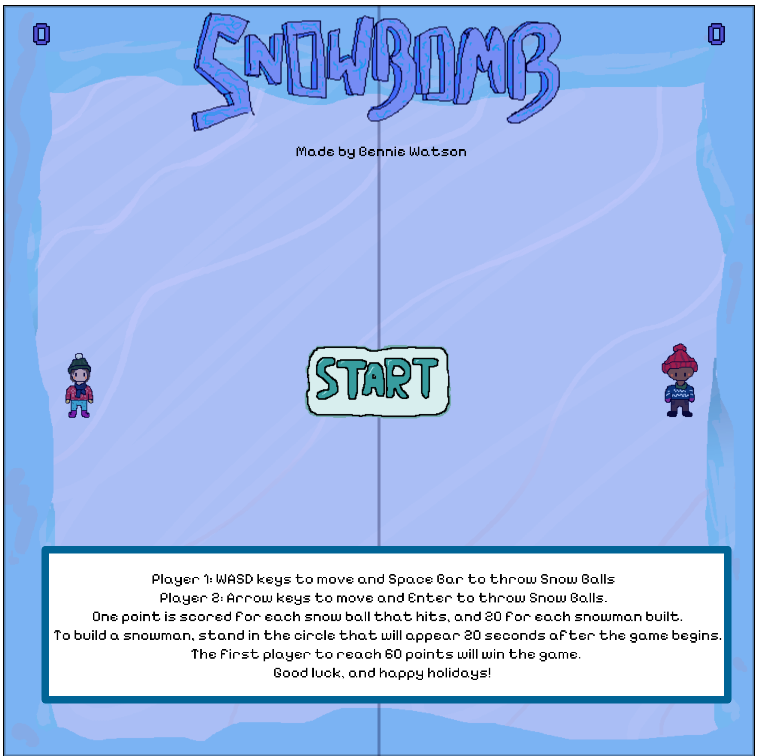 0 SNOWBOMB 0
Made by Bennie Watson
START
Player 1: WASD keys to move and Space Bar to throw Snow Balls
Player 2: Arrow keys to move and Enter to throw Snow Balls.
One point is scored for each snow ball that hits, and 20 for each snowman built.
To build a snowman, stand in the circle that will appear 20 seconds after the game begins.
The first player to reach 60 points will win the game.
Good luck, and happy holidays!